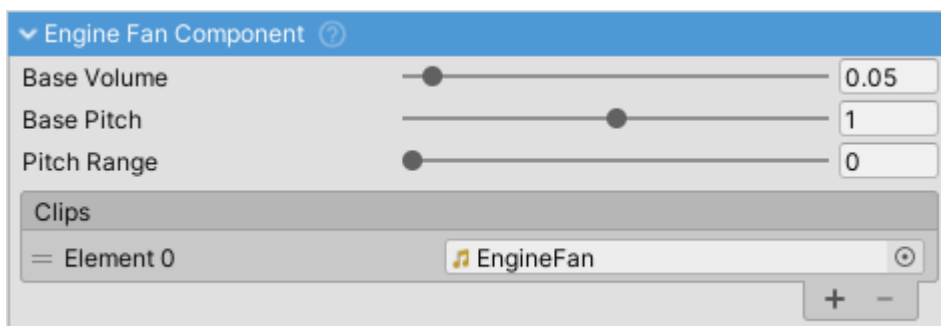 Engine Fan Component ?
Base Volume 0.05
Base Pitch 1
Pitch Range 0
Clips
= Element 0 EngineFan
+ −